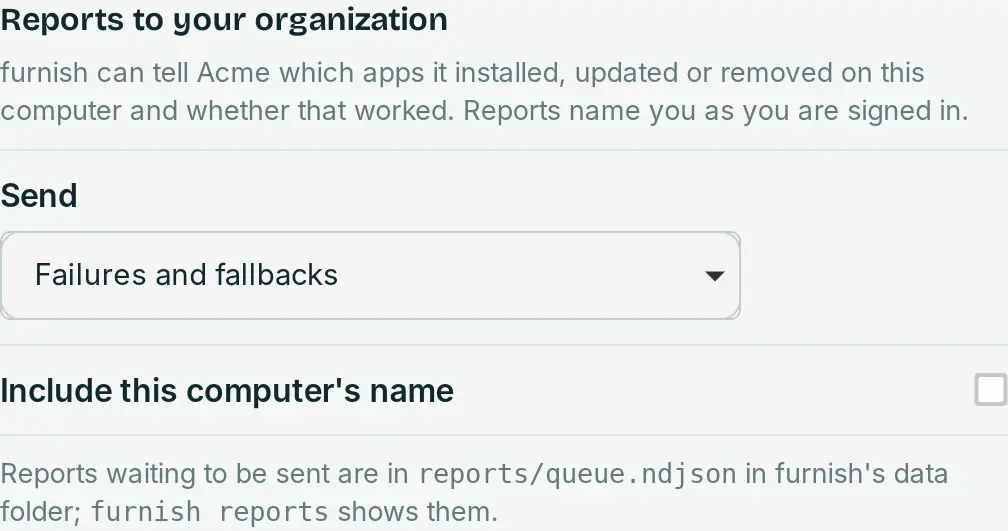 Reports to your organization
furnish can tell Acme which apps it installed, updated or removed on this
computer and whether that worked. Reports name you as you are signed in.
Send
Failures and fallbacks
Include this computer's name
Reports waiting to be sent are in reports/queue.ndjson in furnish's data
folder; furnish reports shows them.